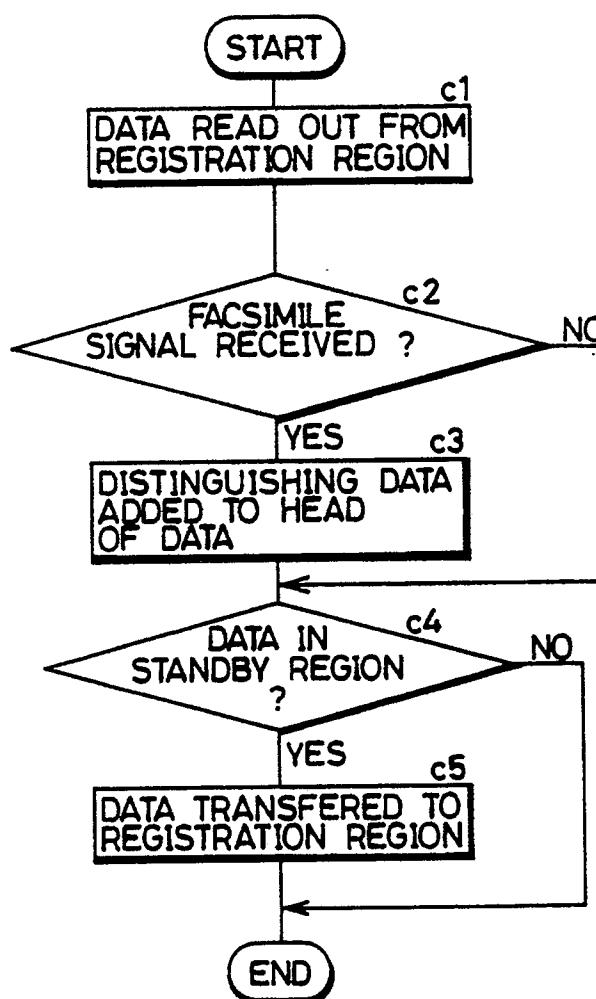 START
c1
DATA READ OUT FROM
REGISTRATION REGION
c2
FACSIMILE
SIGNAL RECEIVED ?
NO
YES
c3
DISTINGUISHING DATA
ADDED TO HEAD
OF DATA
c4
DATA IN
STANDBY REGION
?
NO
YES
c5
DATA TRANSFERED TO
REGISTRATION REGION
END